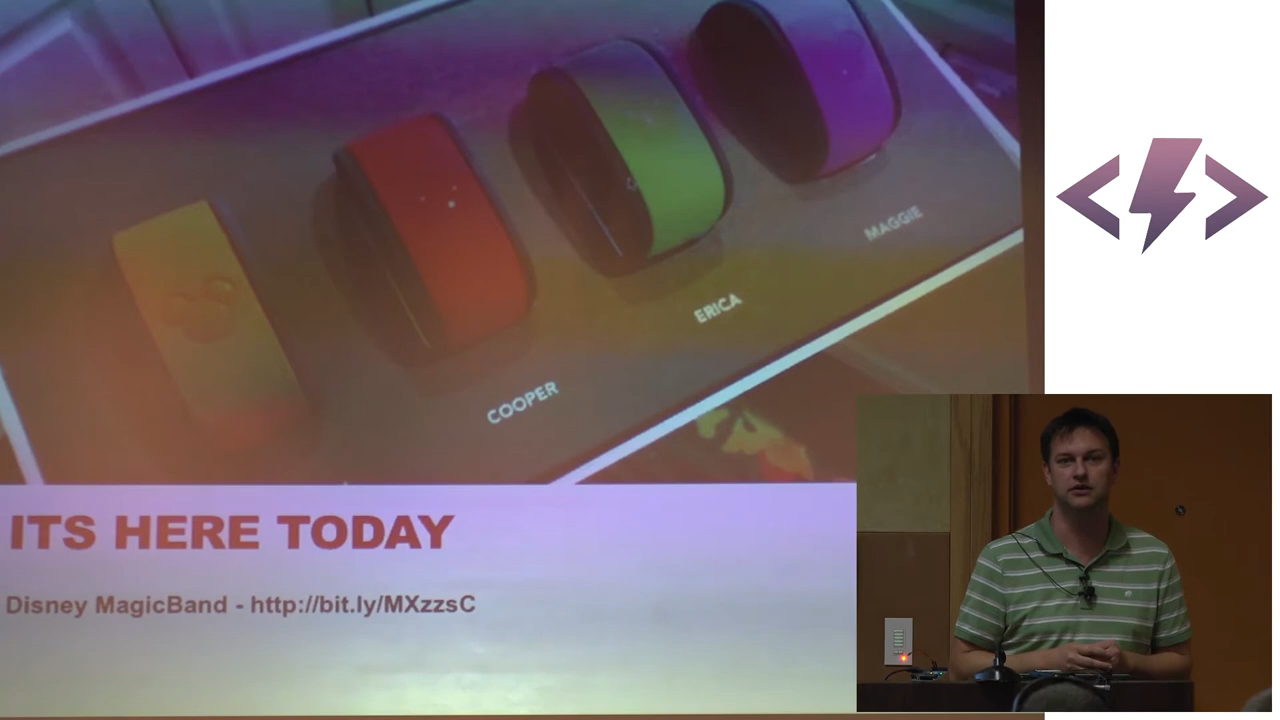 MAGGIE
ERICA
COOPER
ITS HERE TODAY
Disney MagicBand - http://bit.ly/MXzzsC